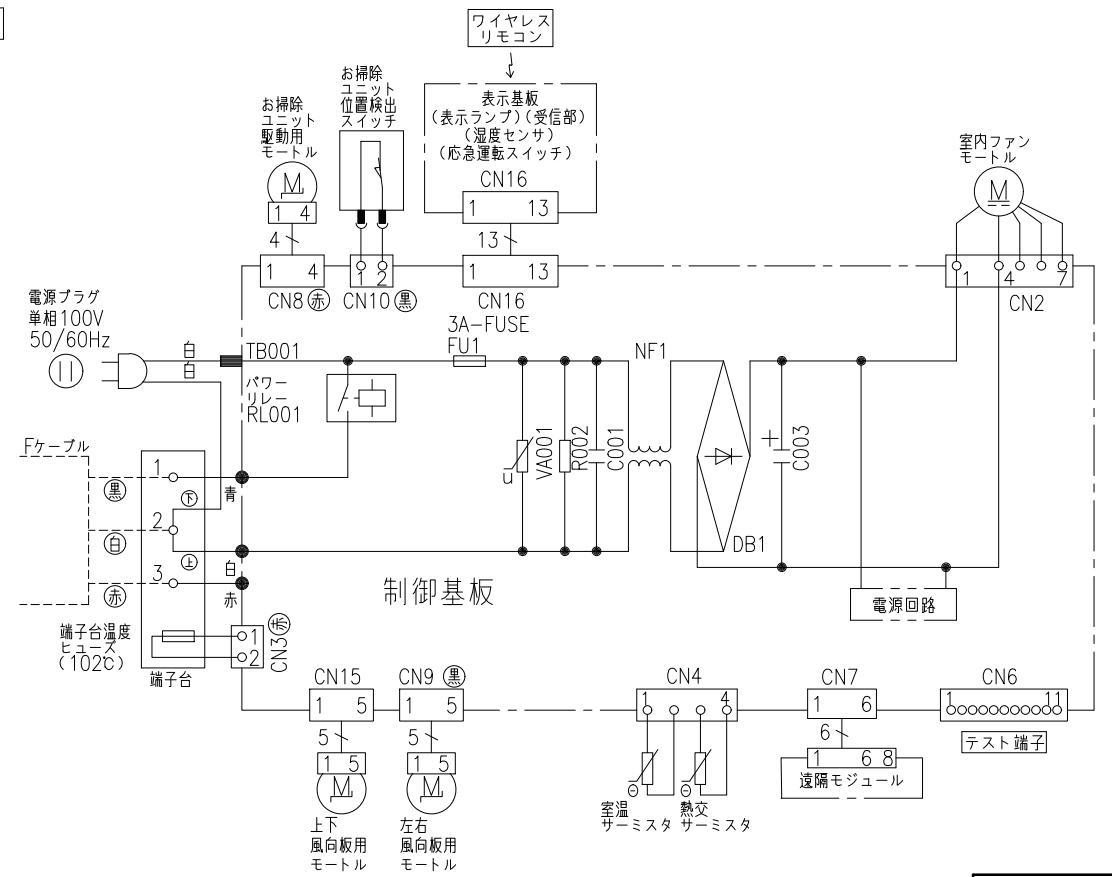 ワイヤレス
リモコン
お掃除
ユニット
位置検出
スイッチ
お掃除
ユニット
駆動用
モートル
表示基板
(表示ランプ)(受信部)
(湿度センサ)
(応急運転スイッチ)
室内ファン
モートル
M
M
CN16
1 4
1 13
4
13
1 4
1 2
1 13
1 4 7
CN8 赤
CN10 黒
CN16
CN2
電源プラグ
単相100V
50/60Hz
3A-FUSE
FU1
白
白
TB001
NF1
パワー
リレー
RL001
Fケーブル
1
黒
下
青
u
VA001
R002
C001
+
C003
2
白
上
DB1
3
赤
白
赤
制御基板
電源回路
端子台温度
ヒューズ
(102℃)
1
2
CN3 赤
端子台
CN15
CN9 黒
CN4
CN7
CN6
1 5
1 5
1 4
1 6
1 11
5
5
6
テスト端子
1 5
1 5
1 6 8
M
M
θ
θ
遠隔モジュール
上下
風向板用
モートル
左右
風向板用
モートル
室温
サーミスタ
熱交
サーミスタ